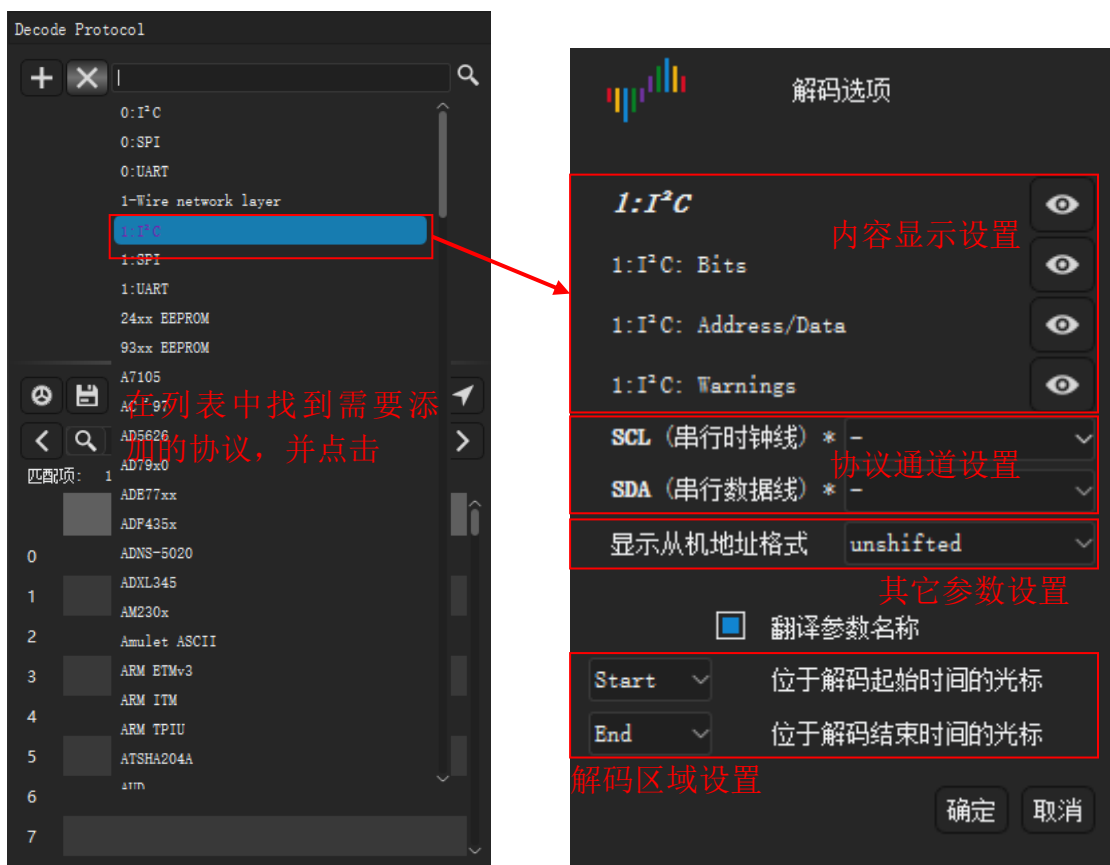 Decode Protocol
0:I²C
0:SPI
0:UART
1-Wire network layer
1:I²C
1:SPI
1:UART
24xx EEPROM
93xx EEPROM
A7105
AC '97
AD5626
AD79x0
ADE77xx
ADF435x
ADNS-5020
ADXL345
AM230x
Amulet ASCII
ARM ETMv3
ARM ITM
ARM TPIU
ATSHA204A
AUD
在列表中找到需要添
加的协议，并点击
匹配项: 1
0
1
2
3
4
5
6
7
解码选项
1:I²C
内容显示设置
1:I²C: Bits
1:I²C: Address/Data
1:I²C: Warnings
SCL（串行时钟线）* -
协议通道设置
SDA（串行数据线）* -
显示从机地址格式 unshifted
其它参数设置
翻译参数名称
Start 位于解码起始时间的光标
End 位于解码结束时间的光标
解码区域设置
确定 取消